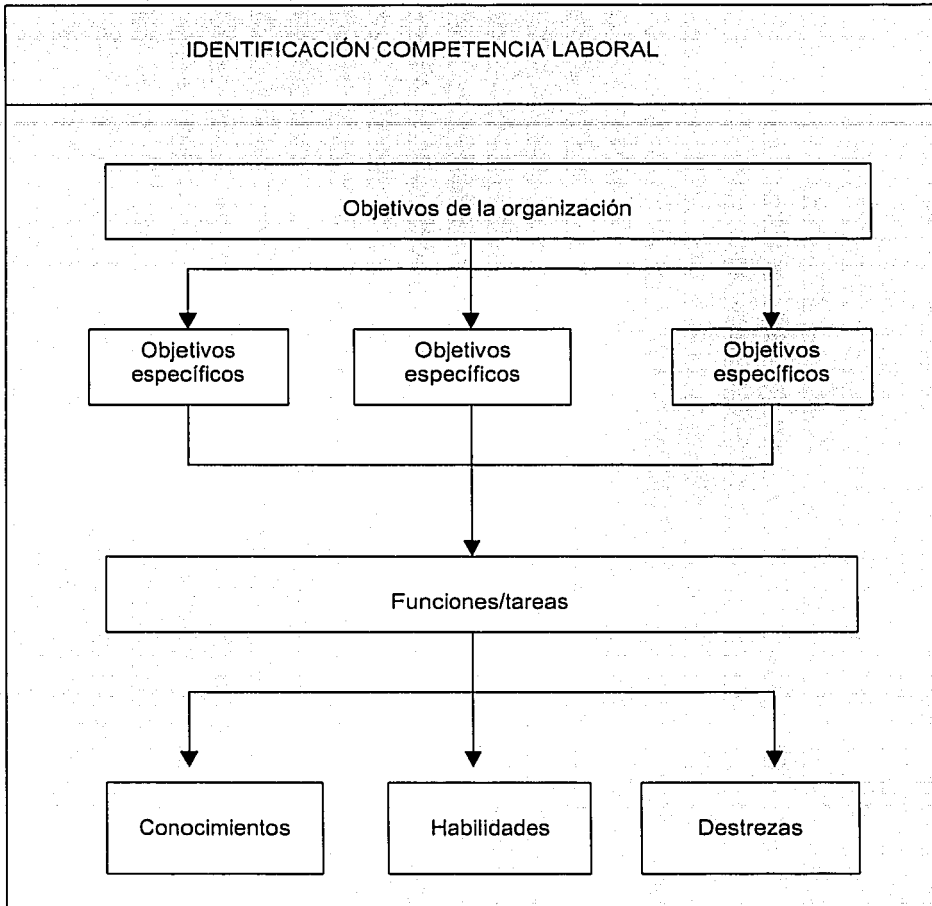 IDENTIFICACIÓN COMPETENCIA LABORAL
Objetivos de la organización
Objetivos
específicos
Objetivos
específicos
Objetivos
específicos
Funciones/tareas
Conocimientos
Habilidades
Destrezas